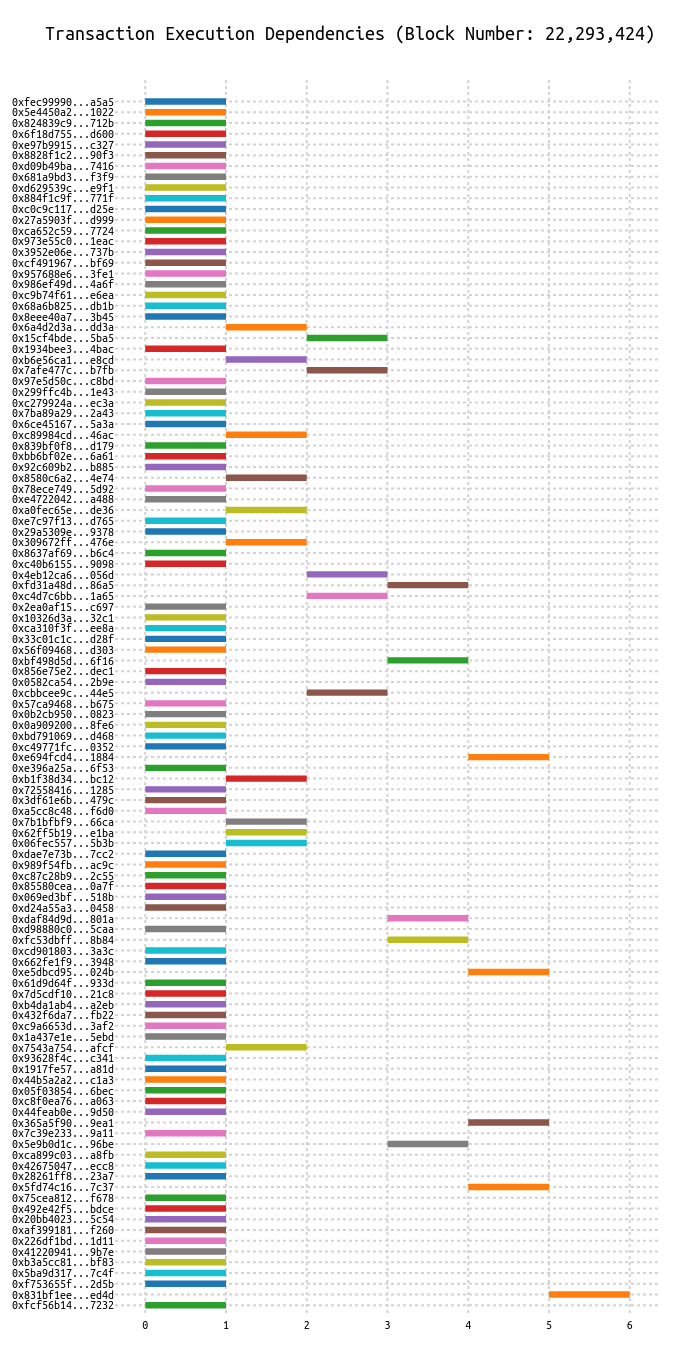 Transaction Execution Dependencies (Block Number: 22,293,424)
0xfec99990...a5a5
0x5e4450a2...1022
0x824839c9...712b
0x6f18d755...d600
0xe97b9915...c327
0x8828f1c2...90f3
0xd09b49ba...7416
0x681a9bd3...f3f9
0xd629539c...e9f1
0x884f1c9f...771f
0xc0c9c117...d25e
0x27a5903f...d999
0xca652c59...7724
0x973e55c0...1eac
0x3952e06e...737b
0xcf491967...bf69
0x957688e6...3fe1
0x986ef49d...4a6f
0xc9b74f61...e6ea
0x68a6b825...db1b
0x8eee40a7...3b45
0x6a4d2d3a...dd3a
0x15cf4bde...5ba5
0x1934bee3...4bac
0xb6e56ca1...e8cd
0x7afe477c...b7fb
0x97e5d50c...c8bd
0x299ffc4b...1e43
0xc279924a...ec3a
0x7ba89a29...2a43
0x6ce45167...5a3a
0xc89984cd...46ac
0x839bf0f8...d179
0xbb6bf02e...6a61
0x92c609b2...b885
0x8580c6a2...4e74
0x78ece749...5d92
0xe4722042...a488
0xa0fec65e...de36
0xe7c97f13...d765
0x29a5309e...9378
0x309672ff...476e
0x8637af69...b6c4
0xc40b6155...9098
0x4eb12ca6...056d
0xfd31a48d...86a5
0xc4d7c6bb...1a65
0x2ea0af15...c697
0x10326d3a...32c1
0xca310f3f...ee8a
0x33c01c1c...d28f
0x56f09468...d303
0xbf498d5d...6f16
0x856e75e2...dec1
0x0582ca54...2b9e
0xcbbcee9c...44e5
0x57ca9468...b675
0x0b2cb950...0823
0x0a909200...8fe6
0xbd791069...d468
0xc49771fc...0352
0xe694fcd4...1884
0xe396a25a...6f53
0xb1f38d34...bc12
0x72558416...1285
0x3df61e6b...479c
0xa5cc8c48...f6d0
0x7b1bfbf9...66ca
0x62ff5b19...e1ba
0x06fec557...5b3b
0xdae7e73b...7cc2
0x989f54fb...ac9c
0xc87c28b9...2c55
0x85580cea...0a7f
0x069ed3bf...518b
0xd24a55a3...0458
0xdaf84d9d...801a
0xd98880c0...5caa
0xfc53dbff...8b84
0xcd901803...3a3c
0x662fe1f9...3948
0xe5dbcd95...024b
0x61d9d64f...933d
0x7d5cdf10...21c8
0xb4da1ab4...a2eb
0x432f6da7...fb22
0xc9a6653d...3af2
0x1a437e1e...5ebd
0x7543a754...afcf
0x93628f4c...c341
0x1917fe57...a81d
0x44b5a2a2...c1a3
0x05f03854...6bec
0xc8f0ea76...a063
0x44feab0e...9d50
0x365a5f90...9ea1
0x7c39e233...9a11
0x5e9b0d1c...96be
0xca899c03...a8fb
0x42675047...ecc8
0x28261ff8...23a7
0x5fd74c16...7c37
0x75cea812...f678
0x492e42f5...bdce
0x20bb4023...5c54
0xaf399181...f260
0x226df1bd...1d11
0x41220941...9b7e
0xb3a5cc81...bf83
0x5ba9d317...7c4f
0xf753655f...2d5b
0x831bf1ee...ed4d
0xfcf56b14...7232
0 1 2 3 4 5 6